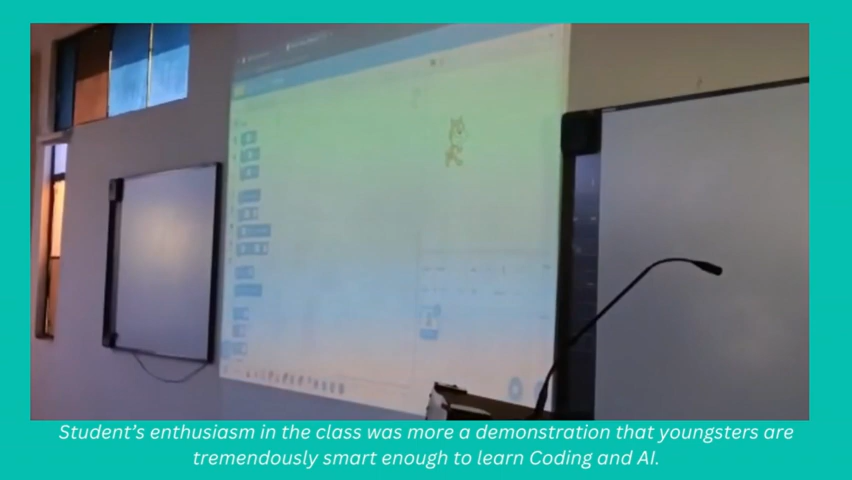 Student's enthusiasm in the class was more a demonstration that youngsters are
tremendously smart enough to learn Coding and AI.